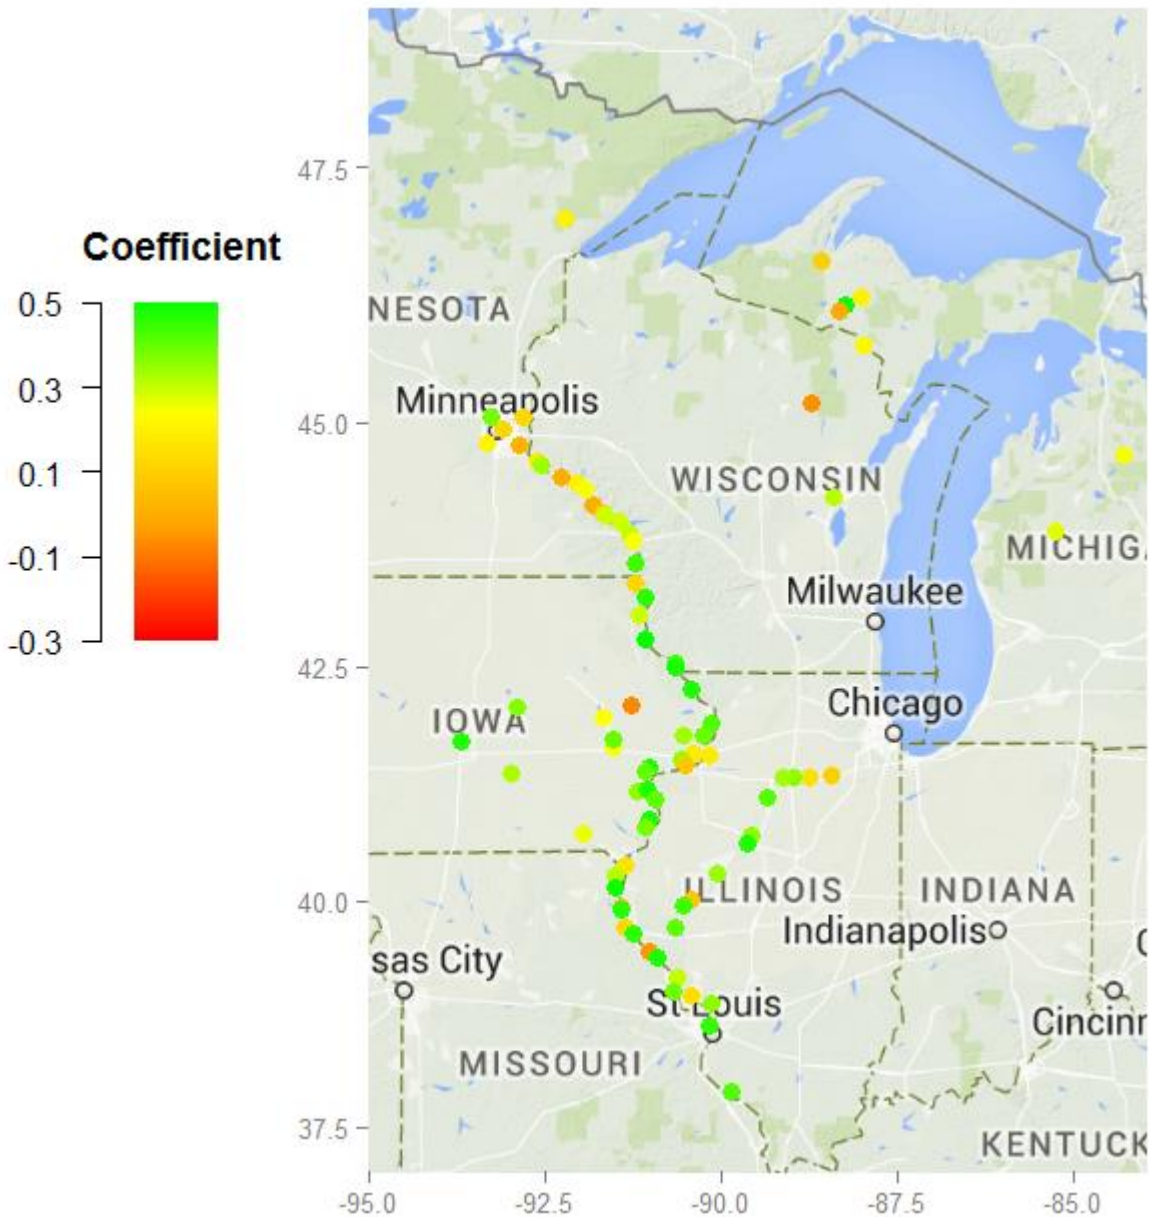 Coefficient
0.5
0.3
0.1
-0.1
-0.3
47.5
45.0
42.5
40.0
37.5
-95.0
-92.5
-90.0
-87.5
-85.0
NESOTA
Minneapolis
WISCONSIN
MICHIG
Milwaukee
Chicago
IOWA
ILLINOIS
INDIANA
Indianapolis
sas City
St Louis
C
Cincinr
MISSOURI
KENTUCK